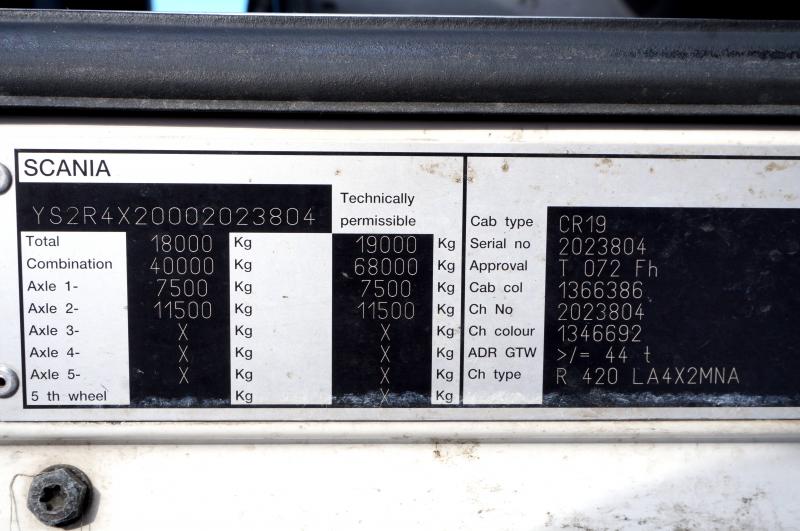 SCANIA
YS2R4X20002023804
Technically
permissible
Total 18000 Kg 19000 Kg
Combination 40000 Kg 68000 Kg
Axle 1- 7500 Kg 7500 Kg
Axle 2- 11500 Kg 11500 Kg
Axle 3- X Kg X Kg
Axle 4- X Kg X Kg
Axle 5- X Kg X Kg
5 th wheel Kg X Kg
Cab type CR19
Serial no 2023804
Approval T 072 Fh
Cab col 1366386
Ch No 2023804
Ch colour 1346692
ADR GTW >/= 44 t
Ch type R 420 LA4X2MNA